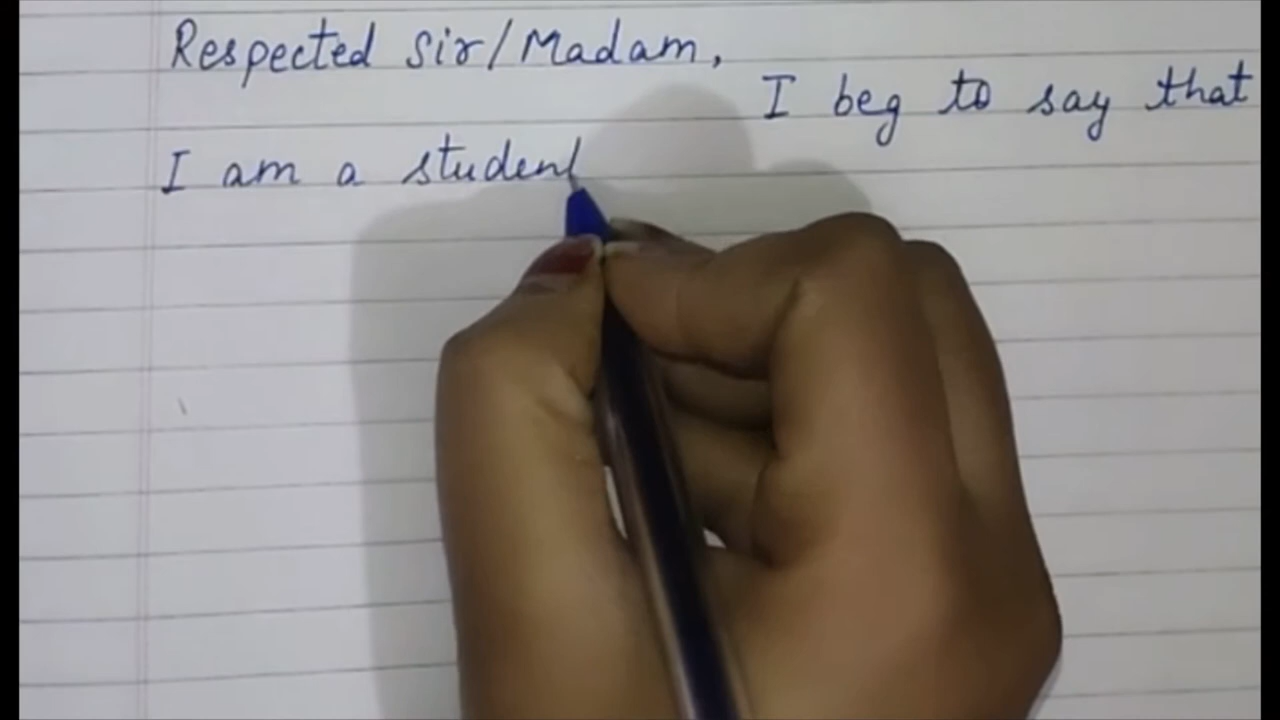 Respected Sir/Madam,
I beg to say that
I am a student